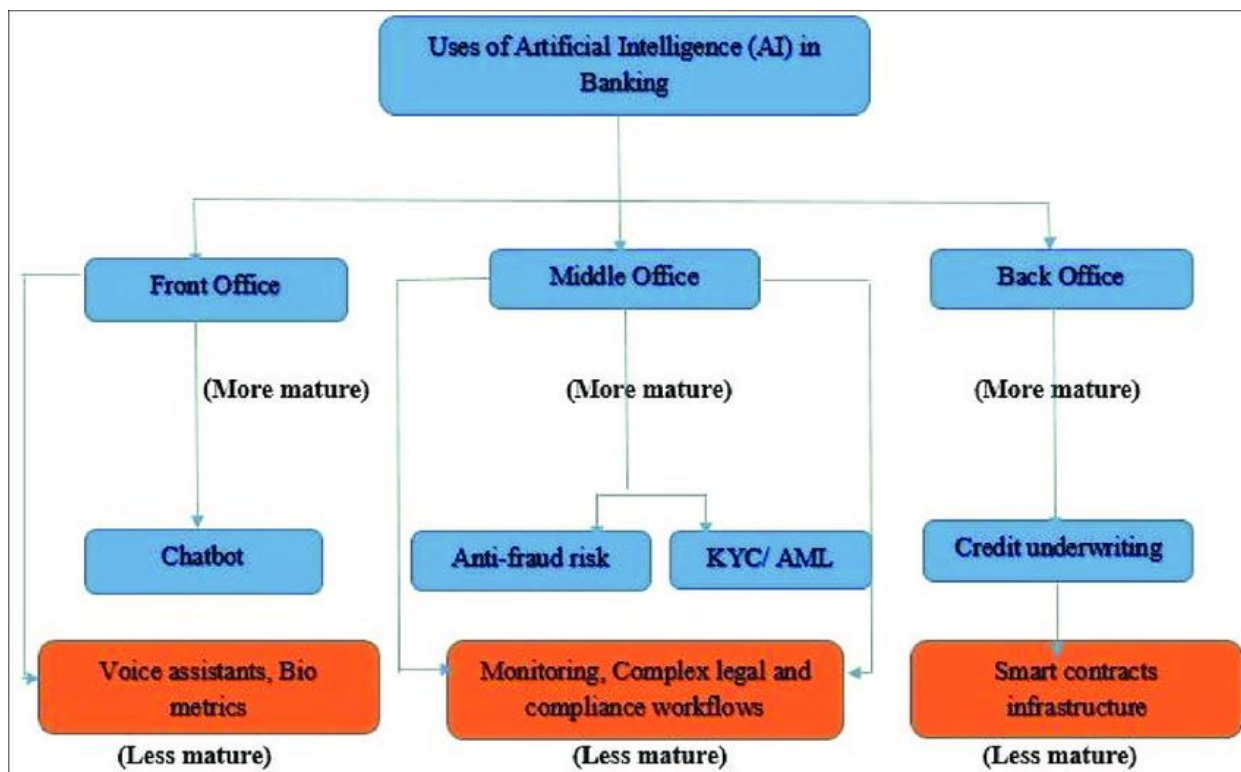 Uses of Artificial Intelligence (AI) in
Banking
Front Office
Middle Office
Back Office
(More mature)
(More mature)
(More mature)
Chatbot
Anti-fraud risk
KYC/ AML
Credit underwriting
Voice assistants, Bio
metrics
Monitoring, Complex legal and
compliance workflows
Smart contracts
infrastructure
(Less mature)
(Less mature)
(Less mature)